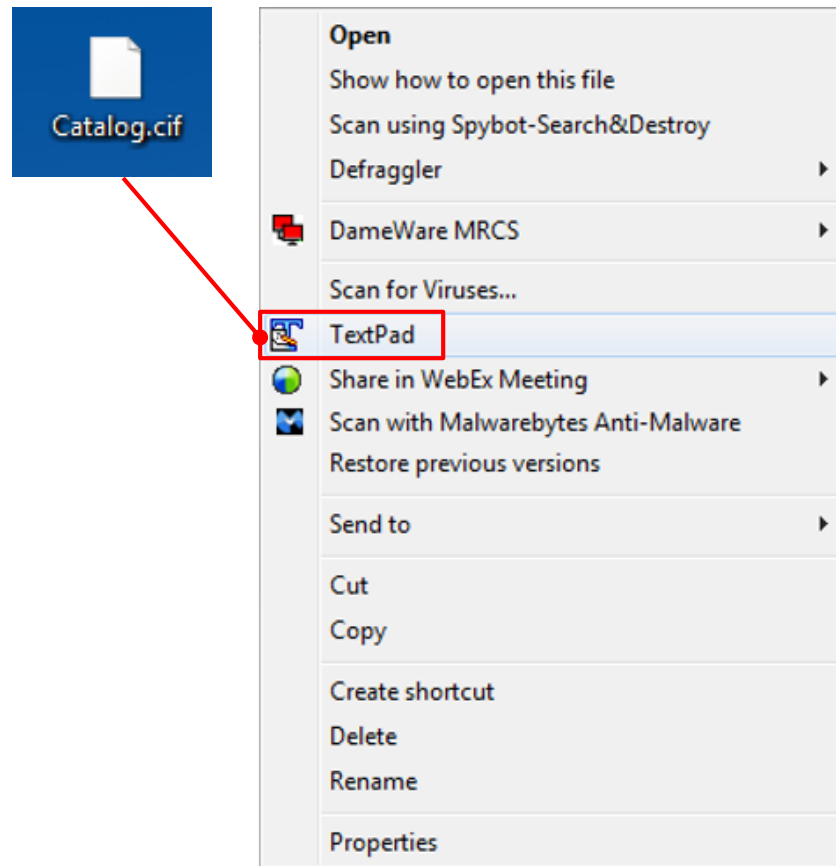 Catalog.cif
Open
Show how to open this file
Scan using Spybot-Search&Destroy
Defraggler
DameWare MRCS
Scan for Viruses...
TextPad
Share in WebEx Meeting
Scan with Malwarebytes Anti-Malware
Restore previous versions
Send to
Cut
Copy
Create shortcut
Delete
Rename
Properties